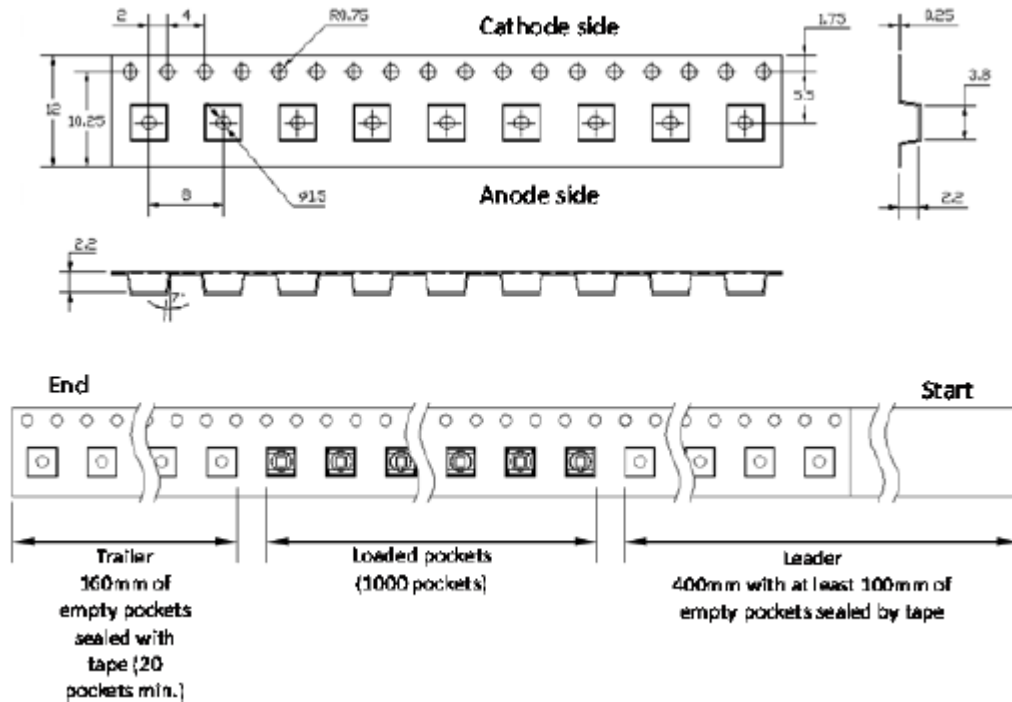 2
4
R0.75
Cathode side
1.75
0.25
10.25
5.5
3.8
8
Anode side
2.2
2.2
7°
End
Start
Trailer
160mm of
empty pockets
sealed with
tape (20
pockets min.)
Loaded pockets
(1000 pockets)
Leader
400mm with at least 100mm of
empty pockets sealed by tape